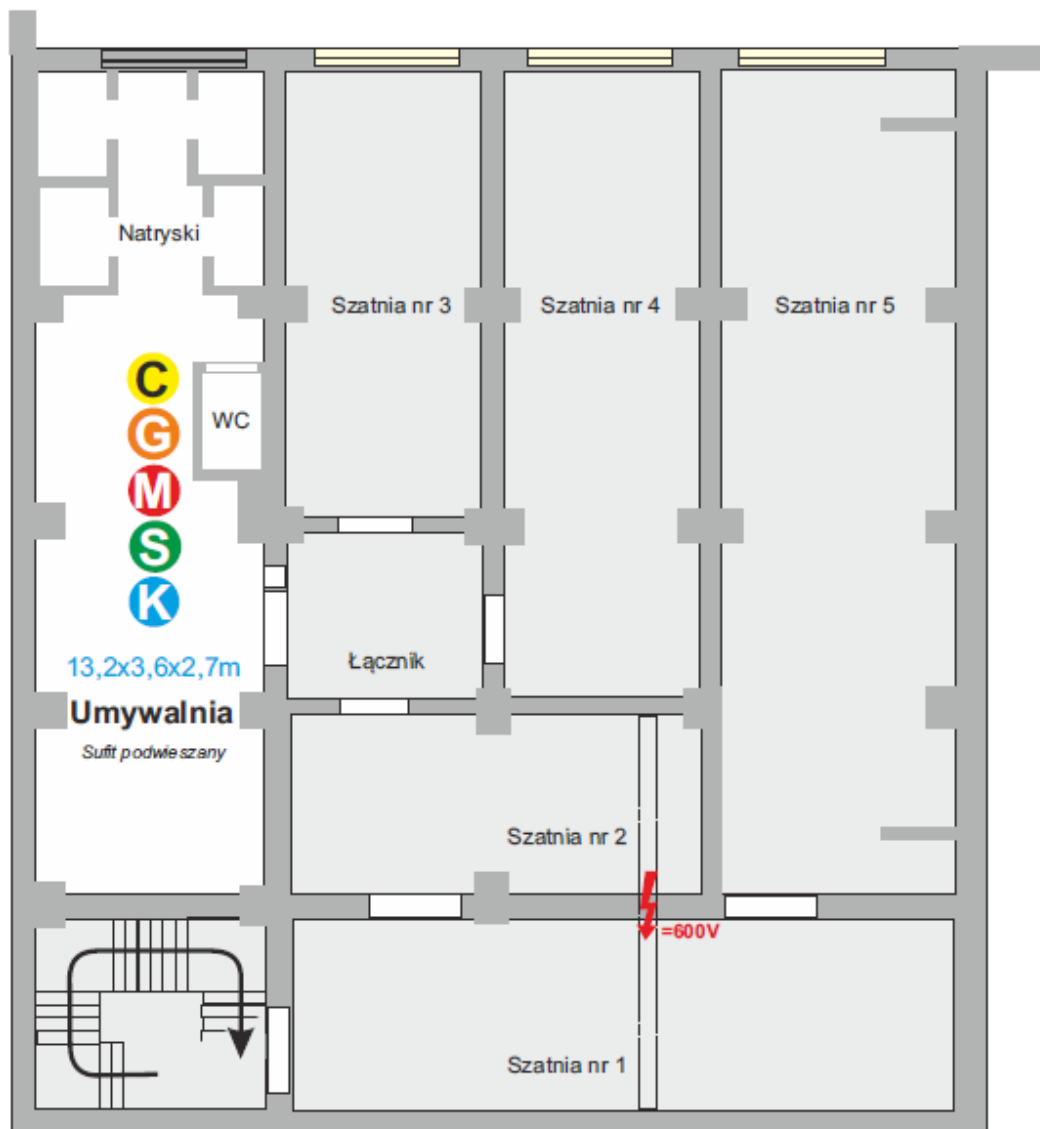 Natryski
Szatnia nr 3
Szatnia nr 4
Szatnia nr 5
C
WC
G
M
S
K
13,2x3,6x2,7m
Łącznik
Umywalnia
Sufit podwieszany
Szatnia nr 2
=600V
Szatnia nr 1